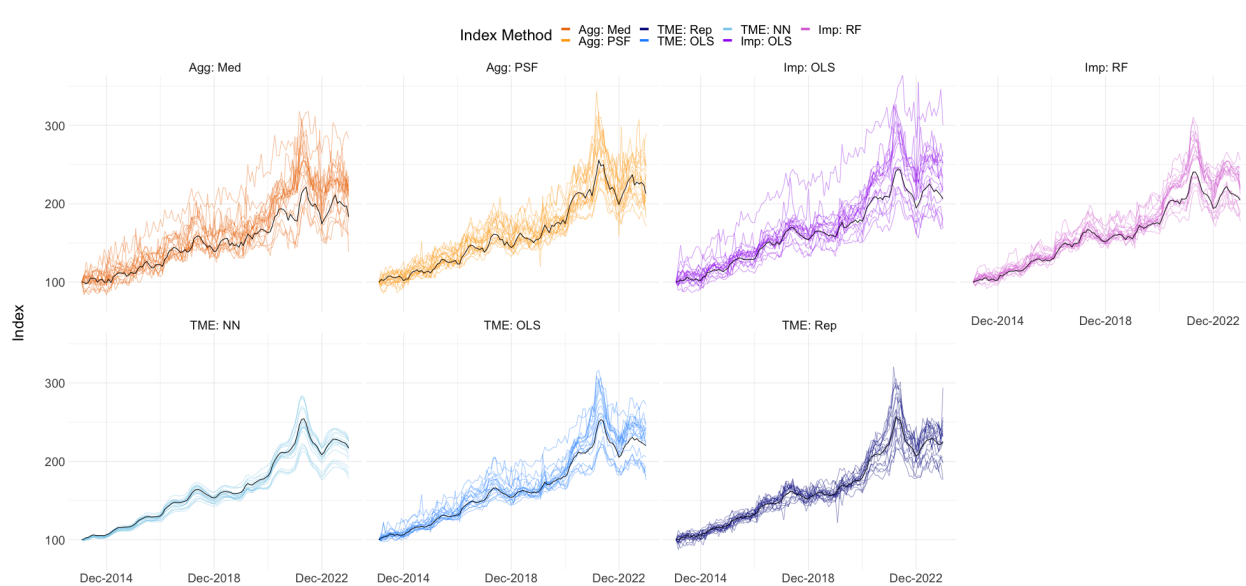 Index Method Agg: Med TME: Rep TME: NN Imp: RF
Agg: PSF TME: OLS Imp: OLS
Agg: Med Agg: PSF Imp: OLS Imp: RF
300
200
100
Dec-2014 Dec-2018 Dec-2022
Index
TME: NN TME: OLS TME: Rep
300
200
100
Dec-2014 Dec-2018 Dec-2022 Dec-2014 Dec-2018 Dec-2022 Dec-2014 Dec-2018 Dec-2022